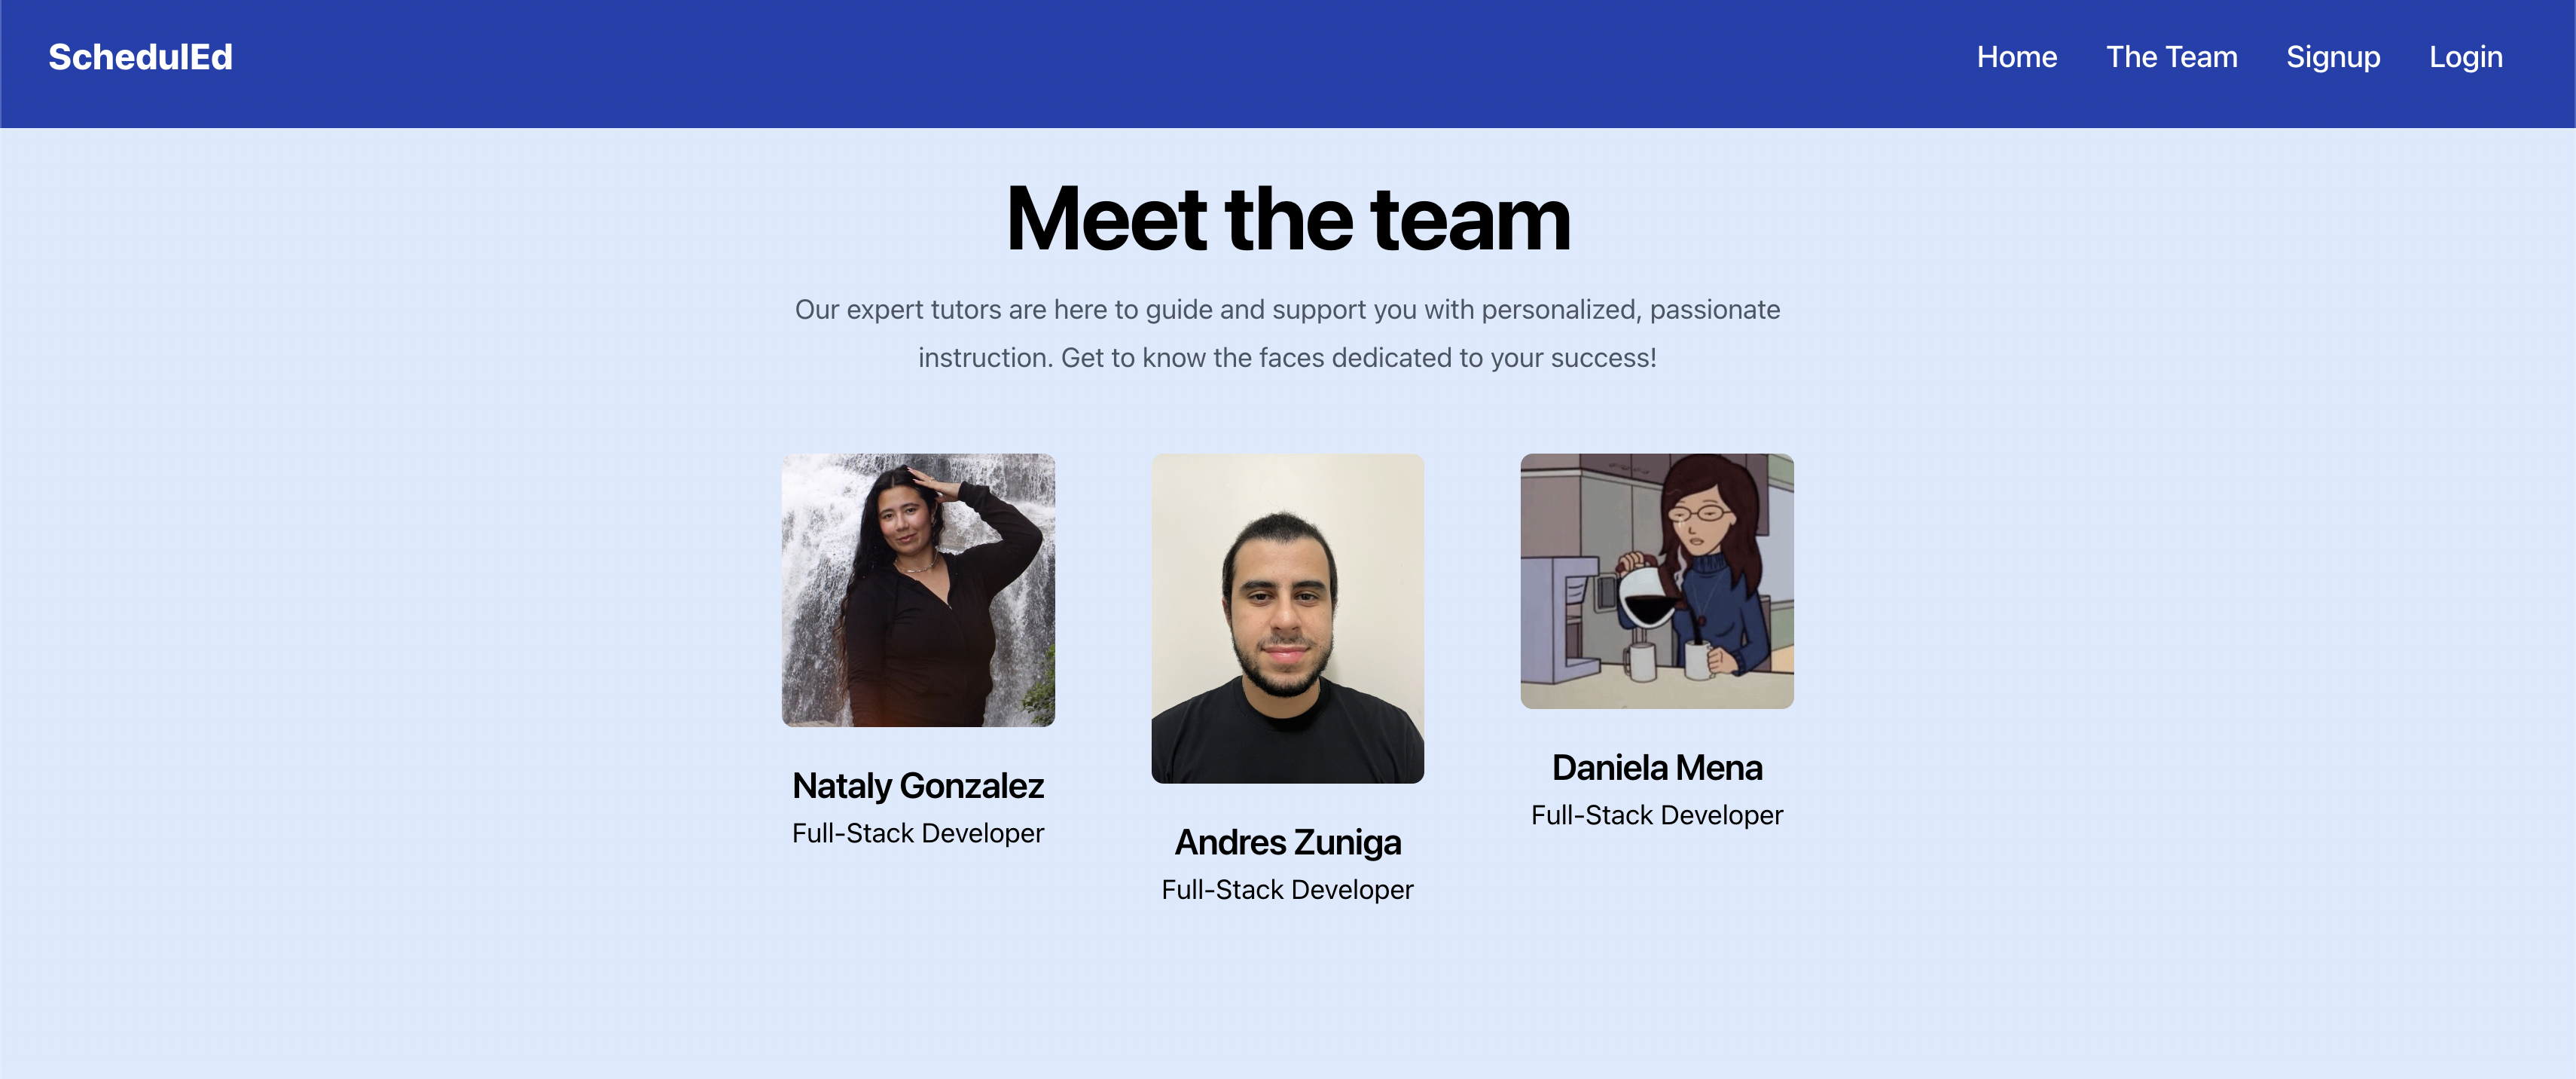 SchedulEd
Home The Team Signup Login
Meet the team
Our expert tutors are here to guide and support you with personalized, passionate
instruction. Get to know the faces dedicated to your success!
Nataly Gonzalez
Full-Stack Developer
Andres Zuniga
Full-Stack Developer
Daniela Mena
Full-Stack Developer